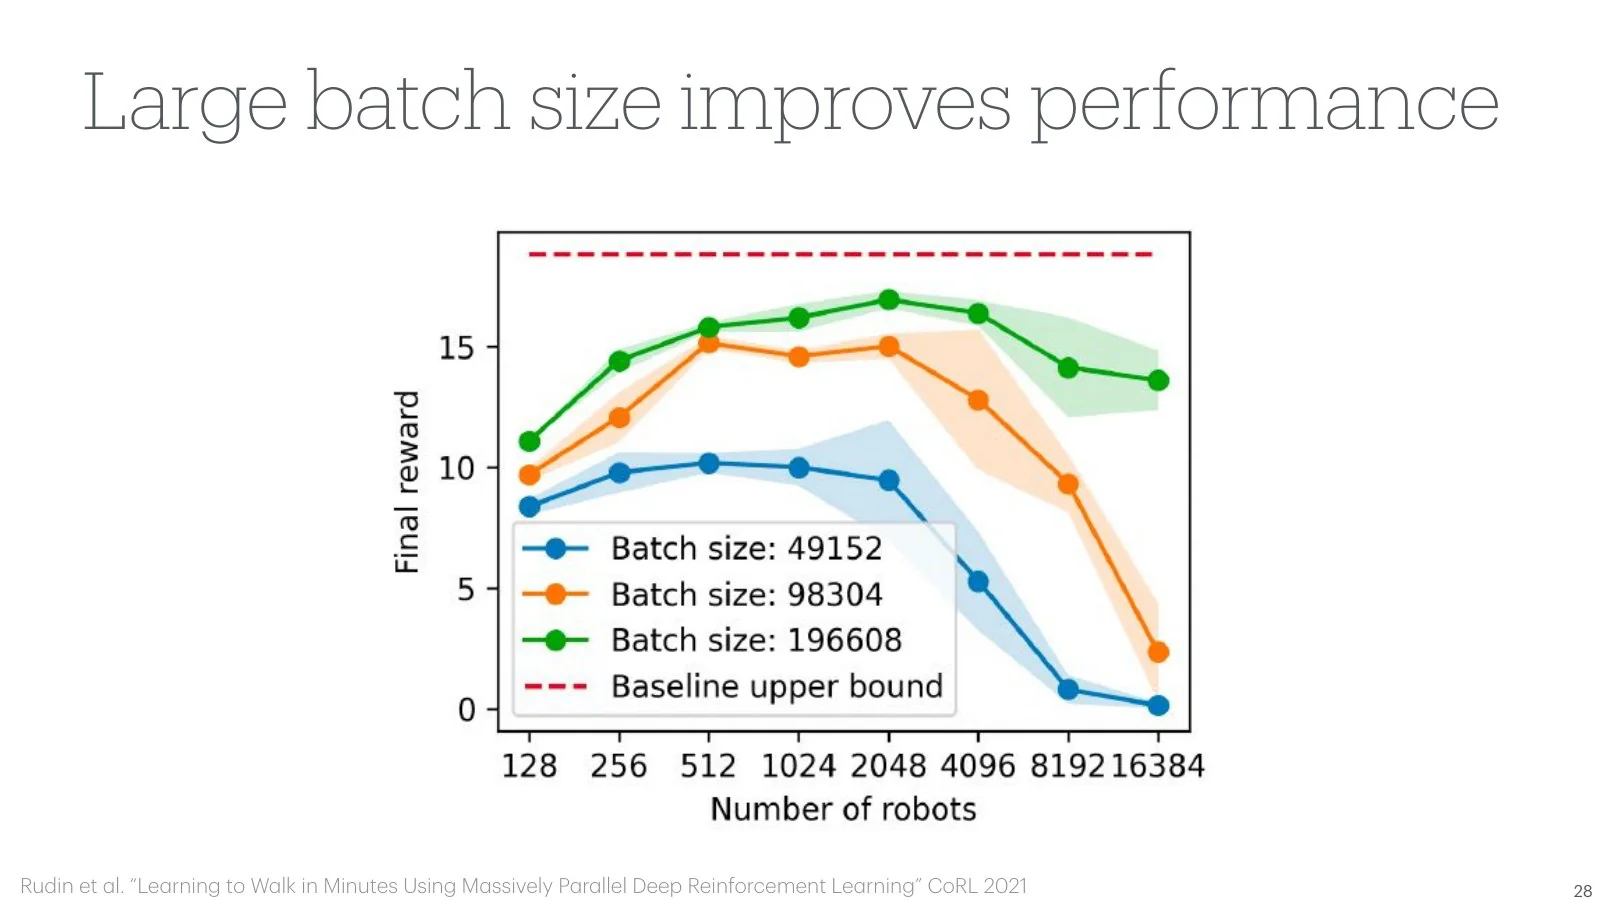 Large batch size improves performance
15
10
5
0
Final reward
Batch size: 49152
Batch size: 98304
Batch size: 196608
Baseline upper bound
128 256 512 1024 2048 4096 8192 16384
Number of robots
Rudin et al. “Learning to Walk in Minutes Using Massively Parallel Deep Reinforcement Learning” CoRL 2021
28